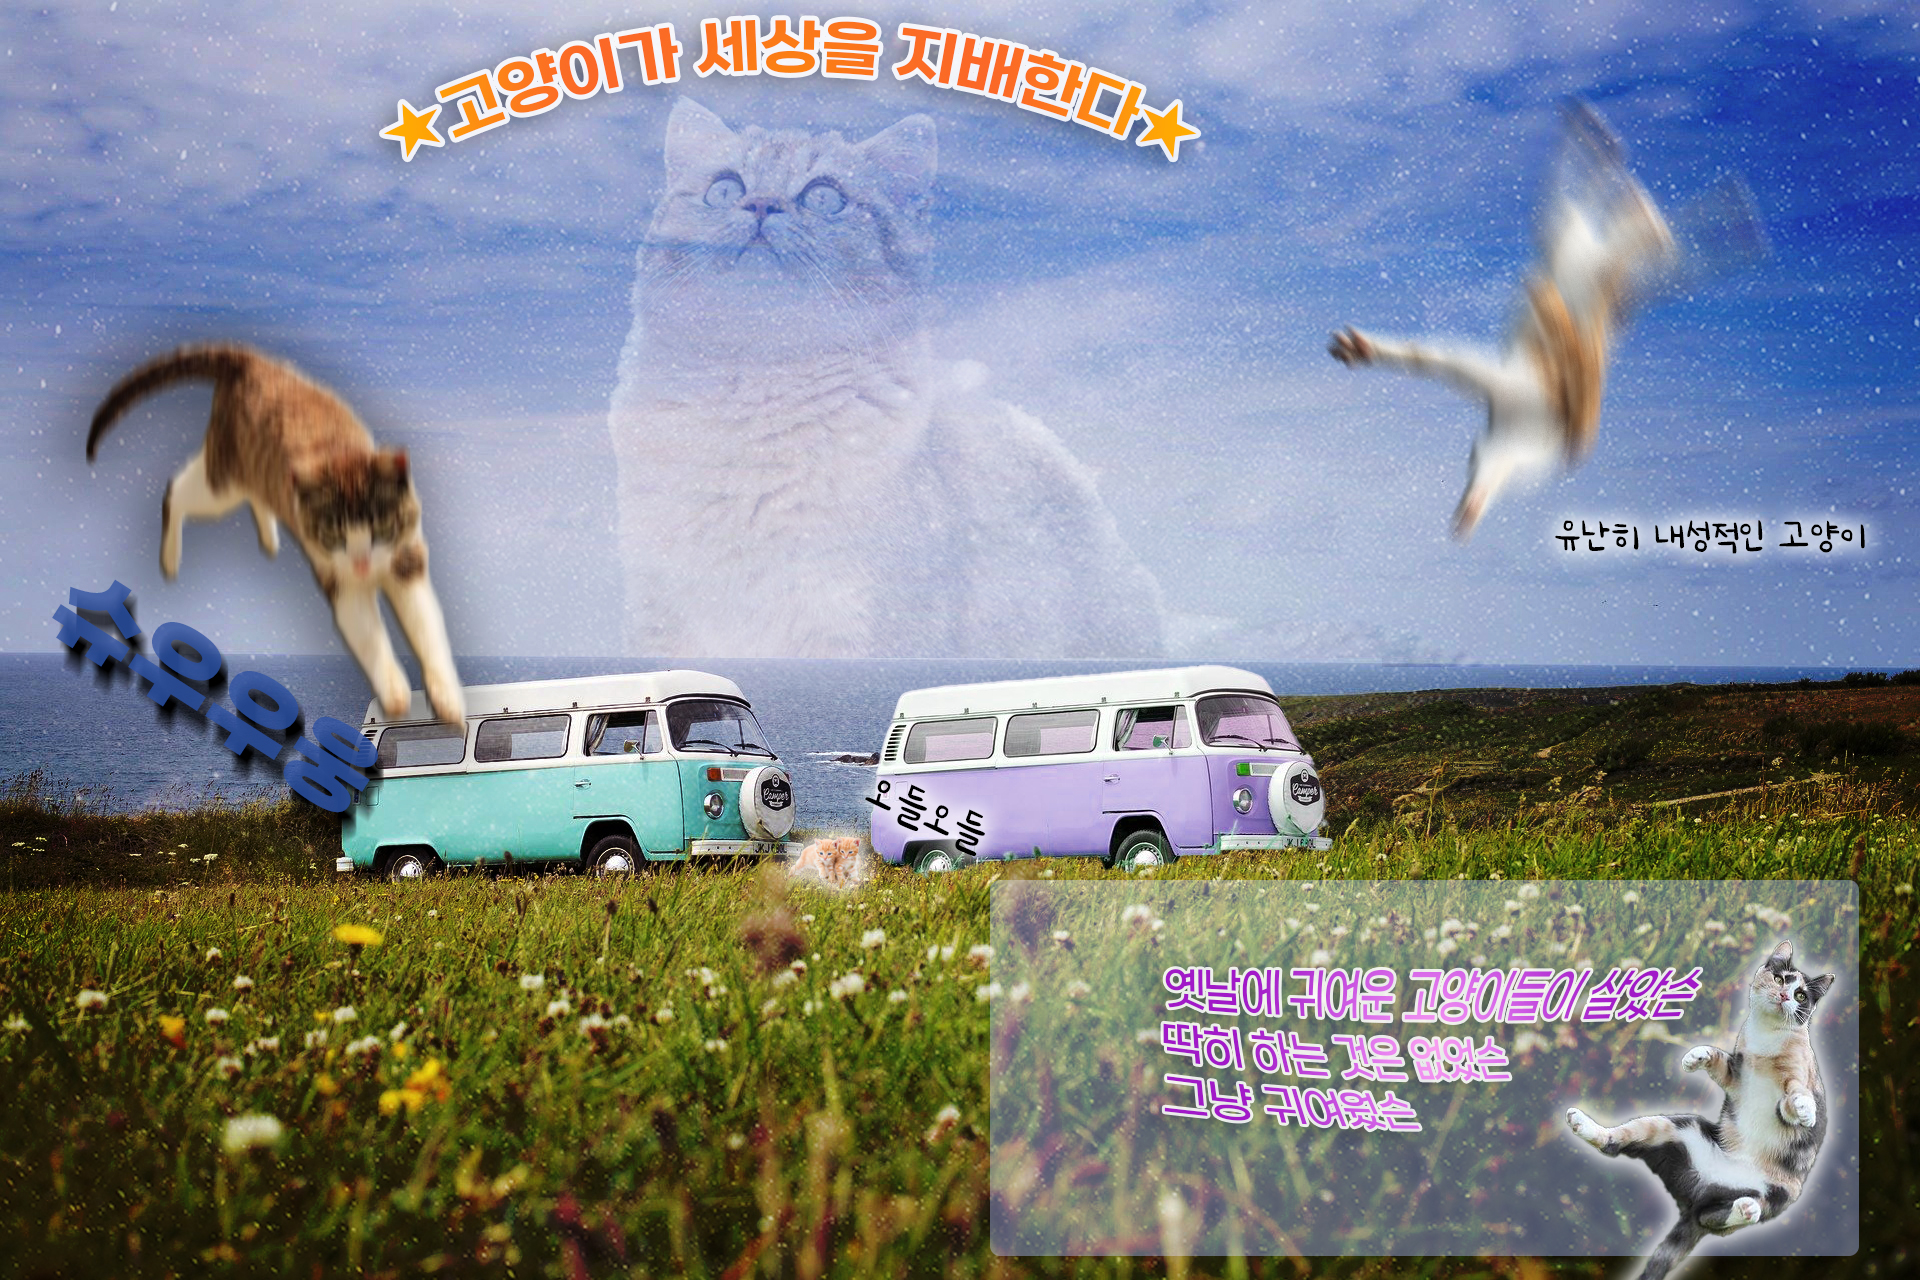 ★고양이가 세상을 지배한다★
유난히 내성적인 고양이
슈우우웅
오들오들
Camper
Camper
옛날에 귀여운 고양이들이 살았슨
딱히 하는 것은 없었슨
그냥 귀여웠슨